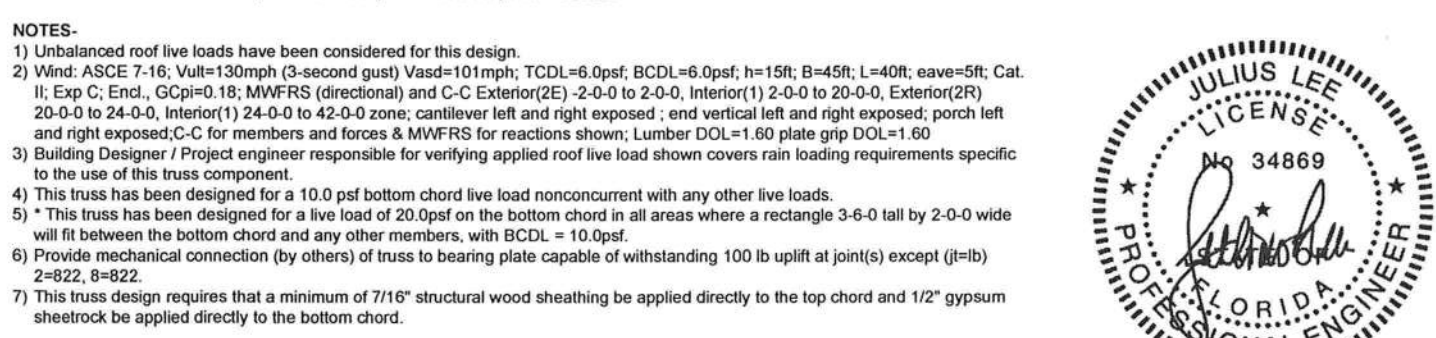 NOTES-
1) Unbalanced roof live loads have been considered for this design.
2) Wind: ASCE 7-16; Vult=130mph (3-second gust) Vasd=101mph; TCDL=6.0psf; BCDL=6.0psf; h=15ft; B=45ft; L=40ft; eave=5ft; Cat.
II; Exp C; Encl., GCpi=0.18; MWFRS (directional) and C-C Exterior(2E) -2-0-0 to 2-0-0, Interior(1) 2-0-0 to 20-0-0, Exterior(2R)
20-0-0 to 24-0-0, Interior(1) 24-0-0 to 42-0-0 zone; cantilever left and right exposed ; end vertical left and right exposed; porch left
and right exposed;C-C for members and forces & MWFRS for reactions shown; Lumber DOL=1.60 plate grip DOL=1.60
3) Building Designer / Project engineer responsible for verifying applied roof live load shown covers rain loading requirements specific
to the use of this truss component.
4) This truss has been designed for a 10.0 psf bottom chord live load nonconcurrent with any other live loads.
5) * This truss has been designed for a live load of 20.0psf on the bottom chord in all areas where a rectangle 3-6-0 tall by 2-0-0 wide
will fit between the bottom chord and any other members, with BCDL = 10.0psf.
6) Provide mechanical connection (by others) of truss to bearing plate capable of withstanding 100 lb uplift at joint(s) except (jt=lb)
2=822, 8=822.
7) This truss design requires that a minimum of 7/16" structural wood sheathing be applied directly to the top chord and 1/2" gypsum
sheetrock be applied directly to the bottom chord.
JULIUS LEE
LICENSE
No 34869
FLORIDA
PROFESSIONAL ENGINEER